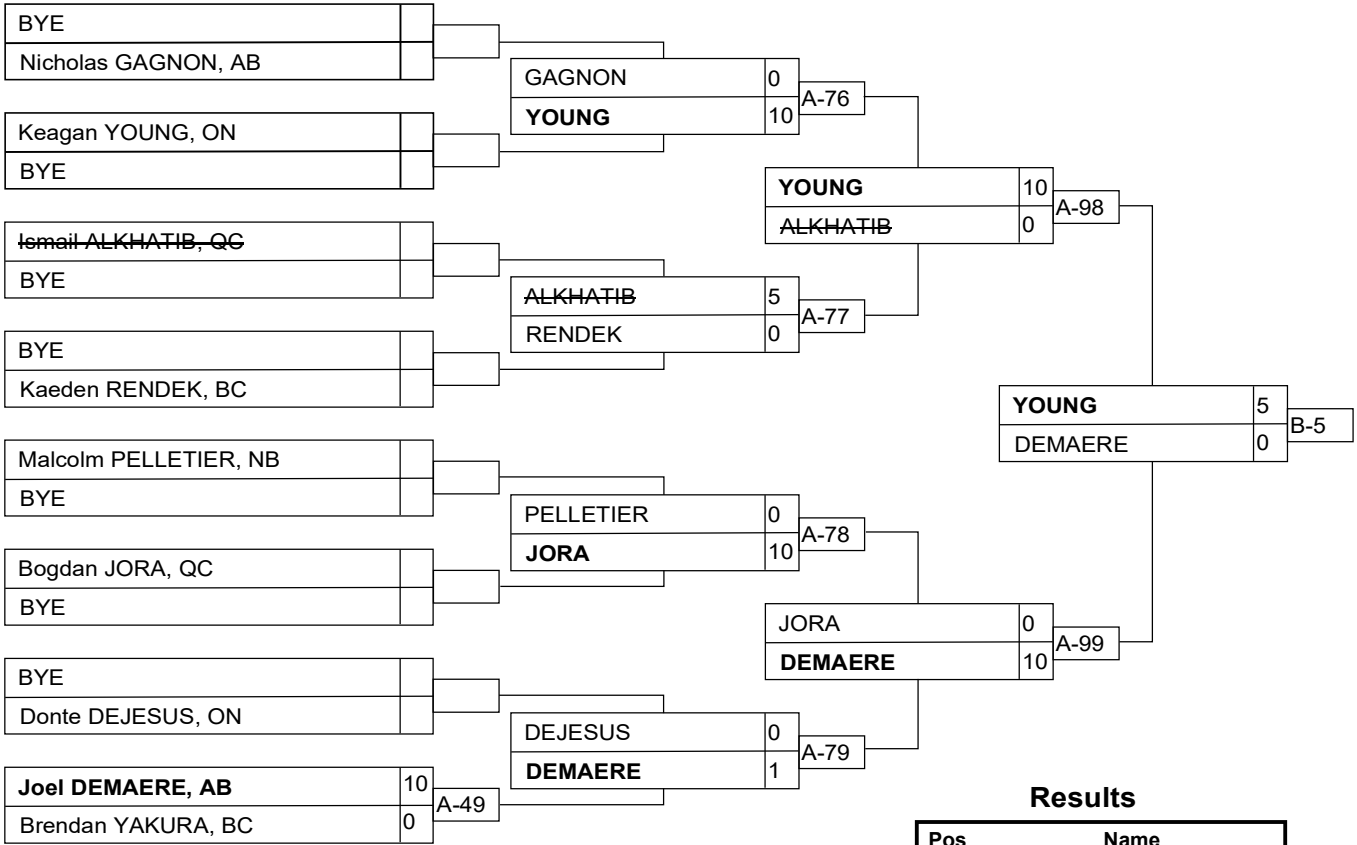 BYE
Nicholas GAGNON, AB
Keagan YOUNG, ON
BYE
Ismail ALKHATIB, QC
BYE
BYE
Kaeden RENDEK, BC
Malcolm PELLETIER, NB
BYE
Bogdan JORA, QC
BYE
BYE
Donte DEJESUS, ON
Joel DEMAERE, AB 10
A-49
Brendan YAKURA, BC 0
GAGNON 0
A-76
YOUNG 10
ALKHATIB 5
A-77
RENDEK 0
PELLETIER 0
A-78
JORA 10
DEJESUS 0
A-79
DEMAERE 1
YOUNG 10
A-98
ALKHATIB 0
JORA 0
A-99
DEMAERE 10
YOUNG 5
B-5
DEMAERE 0
Results
Pos Name